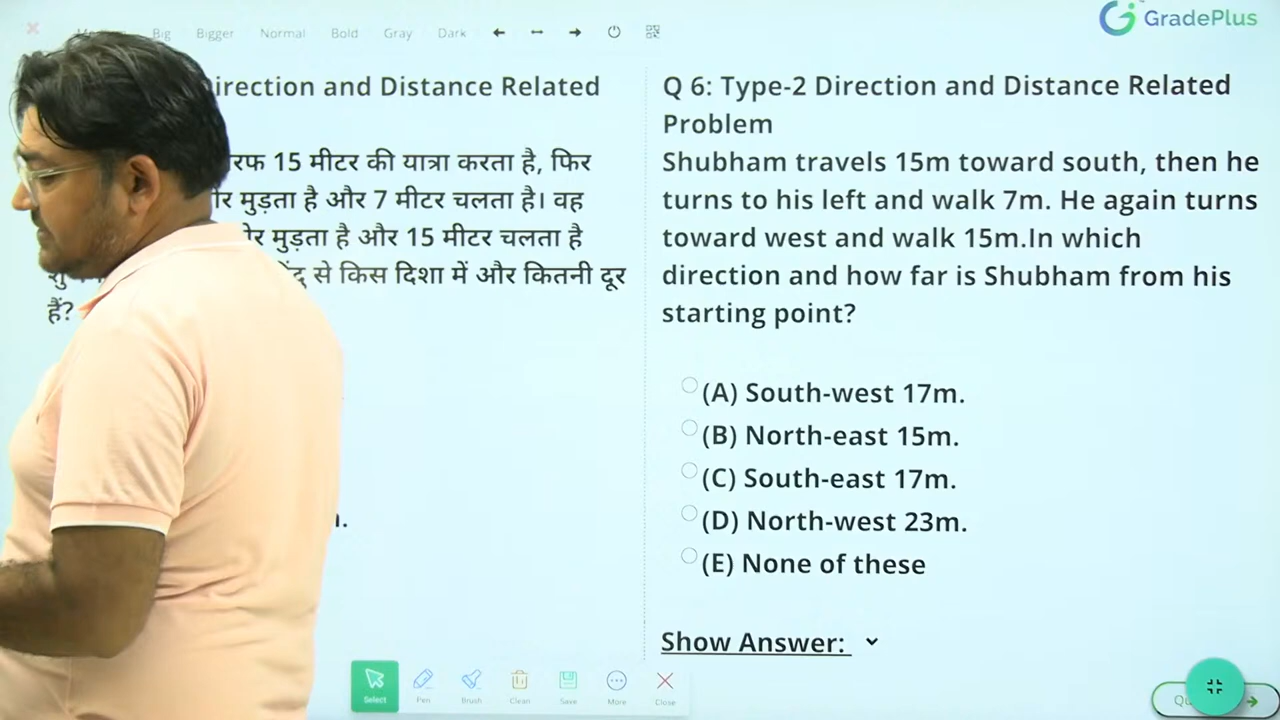 Big Bigger Normal Bold Gray Dark
GradePlus
irection and Distance Related
15 मीटर की यात्रा करता है, फिर
मुड़ता है और 7 मीटर चलता है। वह
मुड़ता है और 15 मीटर चलता है
से किस दिशा में और कितनी दूर
हैं?
Q 6: Type-2 Direction and Distance Related
Problem
Shubham travels 15m toward south, then he
turns to his left and walk 7m. He again turns
toward west and walk 15m.In which
direction and how far is Shubham from his
starting point?
(A) South-west 17m.
(B) North-east 15m.
(C) South-east 17m.
(D) North-west 23m.
(E) None of these
Show Answer:
Select Pen Brush Clean Save More Close